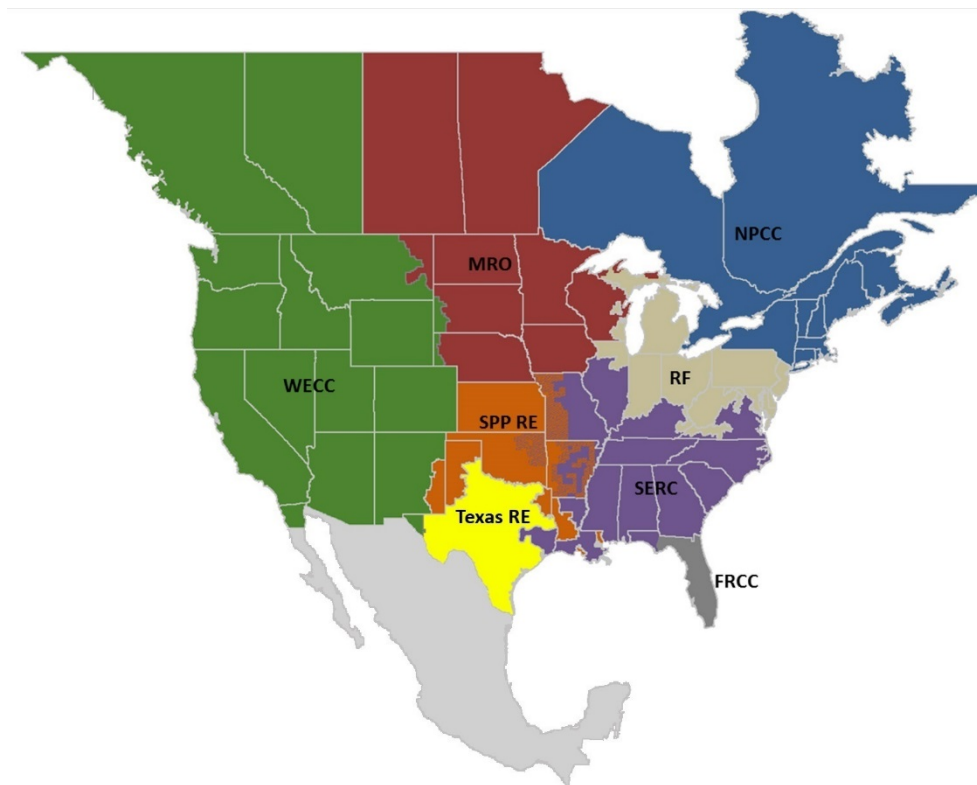 NPCC
MRO
RF
WECC
SPP RE
SERC
Texas RE
FRCC